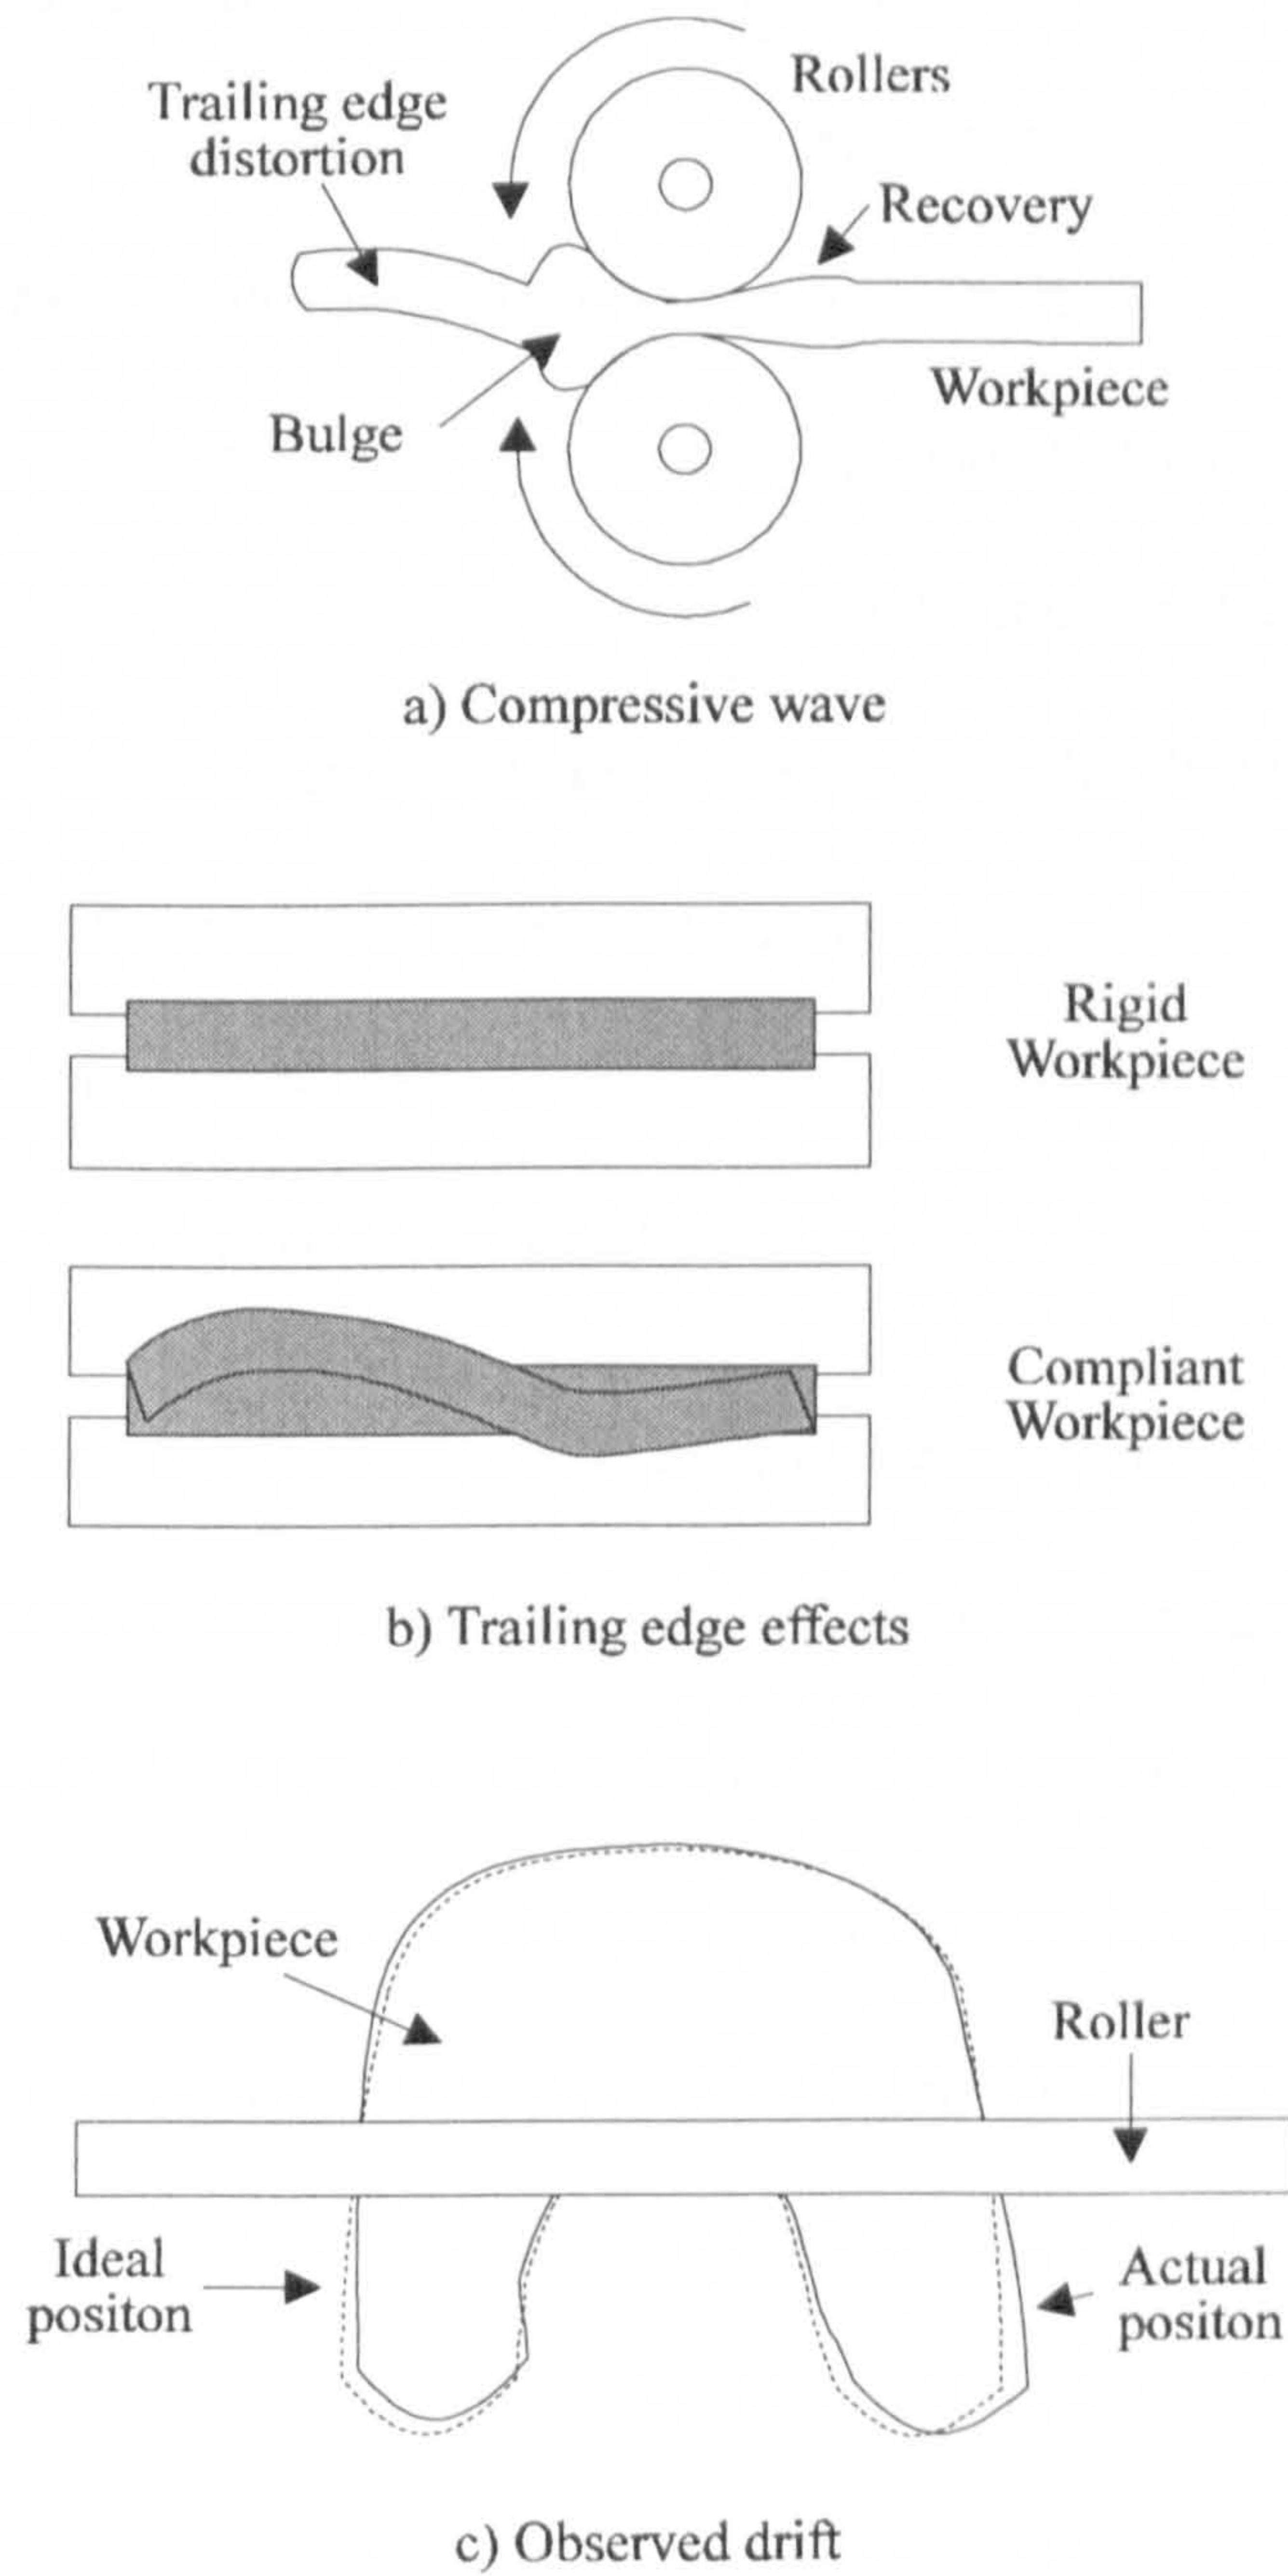 Rollers
Trailing edge
distortion
Recovery
Workpiece
Bulge
a) Compressive wave
Rigid
Workpiece
Compliant
Workpiece
b) Trailing edge effects
Workpiece
Roller
Ideal
positon
Actual
positon
c) Observed drift